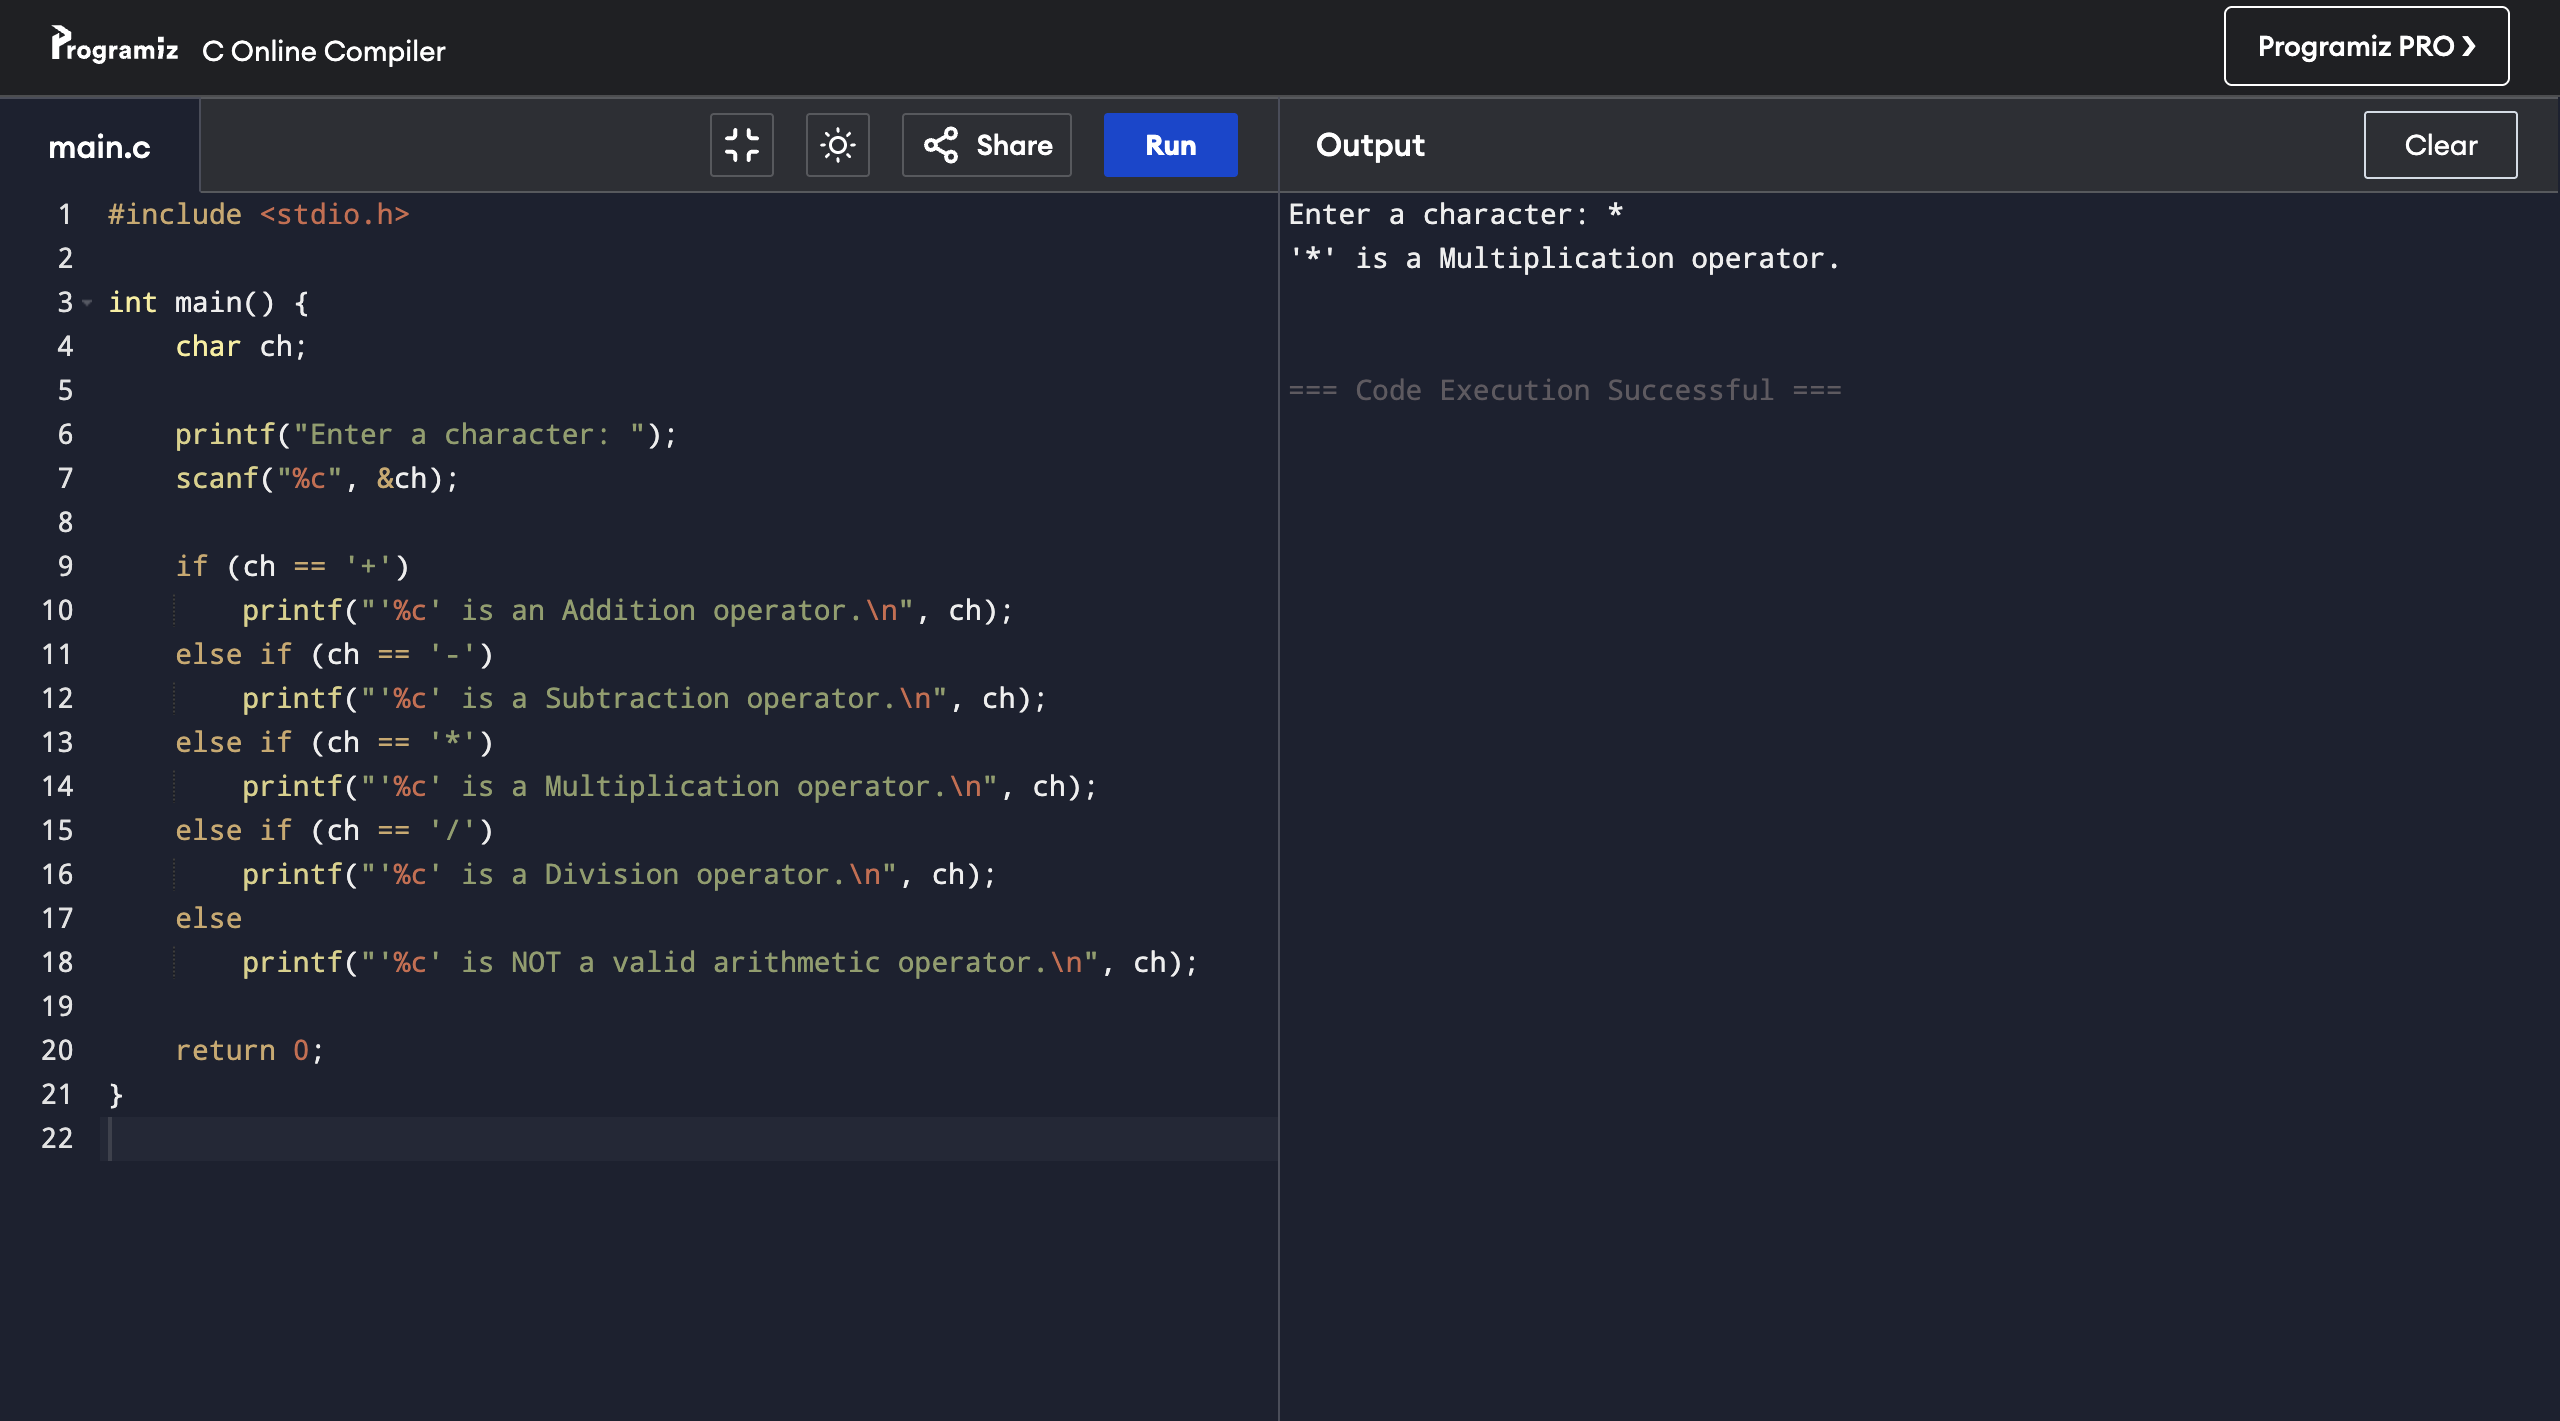 Programiz C Online Compiler Programiz PRO ❯
main.c Share Run Output Clear
1 #include <stdio.h>
2
3 int main() {
4     char ch;
5
6     printf("Enter a character: ");
7     scanf("%c", &ch);
8
9     if (ch == '+')
10         printf("'%c' is an Addition operator.\n", ch);
11     else if (ch == '-')
12         printf("'%c' is a Subtraction operator.\n", ch);
13     else if (ch == '*')
14         printf("'%c' is a Multiplication operator.\n", ch);
15     else if (ch == '/')
16         printf("'%c' is a Division operator.\n", ch);
17     else
18         printf("'%c' is NOT a valid arithmetic operator.\n", ch);
19
20     return 0;
21 }
22
Enter a character: *
'*' is a Multiplication operator.
=== Code Execution Successful ===